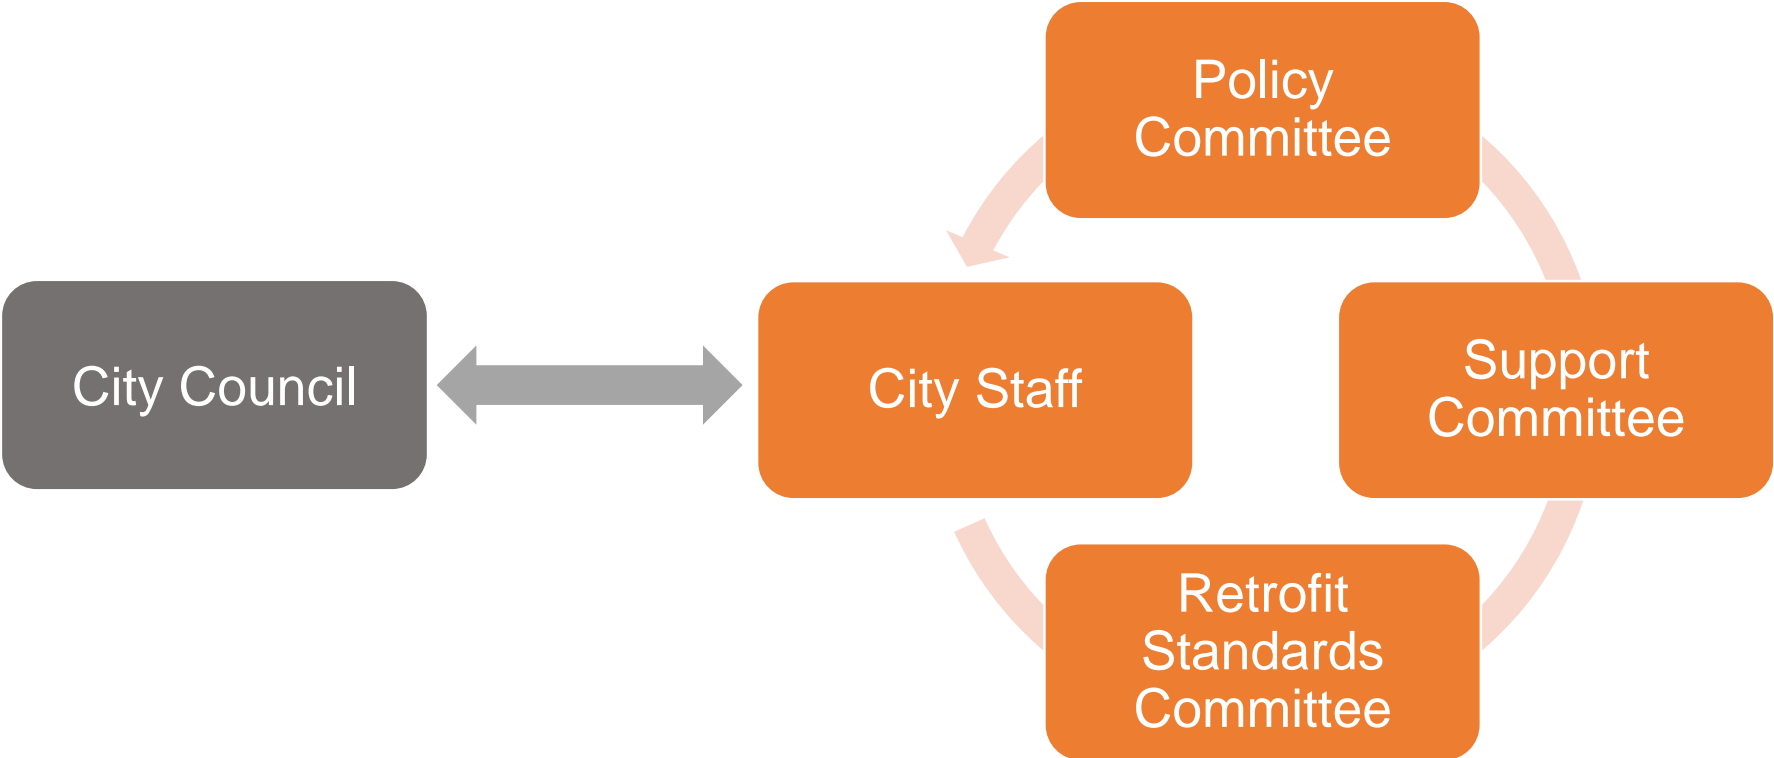 Policy
Committee
City Council
City Staff
Support
Committee
Retrofit
Standards
Committee